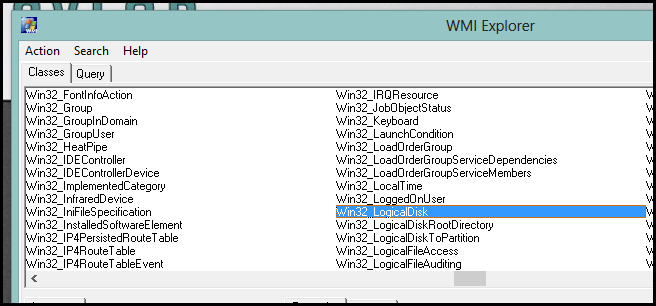 WMI Explorer
Action Search Help
Classes Query
Win32_FontInfoAction Win32_IRQResource
Win32_Group Win32_JobObjectStatus
Win32_GroupInDomain Win32_Keyboard
Win32_GroupUser Win32_LaunchCondition
Win32_HeatPipe Win32_LoadOrderGroup
Win32_IDEController Win32_LoadOrderGroupServiceDependencies
Win32_IDEControllerDevice Win32_LoadOrderGroupServiceMembers
Win32_ImplementedCategory Win32_LocalTime
Win32_InfraredDevice Win32_LoggedOnUser
Win32_IniFileSpecification Win32_LogicalDisk
Win32_InstalledSoftwareElement Win32_LogicalDiskRootDirectory
Win32_IP4PersistedRouteTable Win32_LogicalDiskToPartition
Win32_IP4RouteTable Win32_LogicalFileAccess
Win32_IP4RouteTableEvent Win32_LogicalFileAuditing